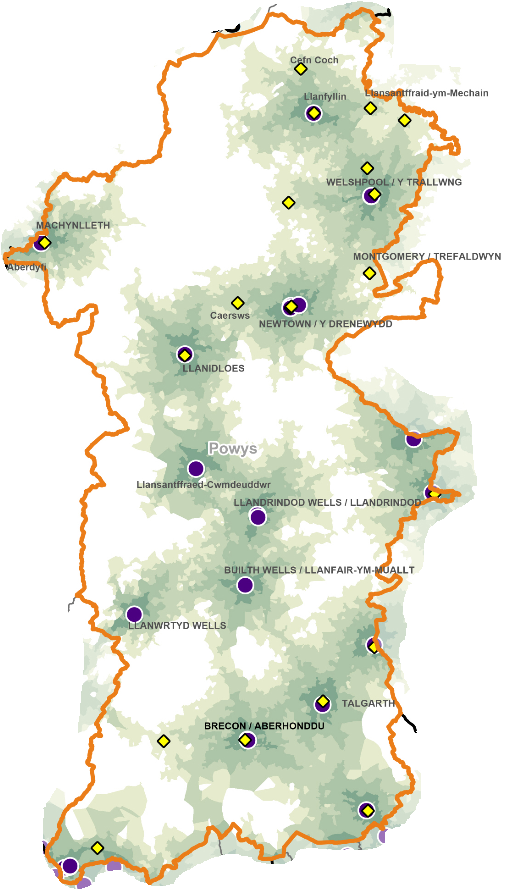 Cefn Coch
Llansantffraid-ym-Mechain
Llanfyllin
WELSHPOOL / Y TRALLWNG
MACHYNLLETH
MONTGOMERY / TREFALDWYN
Aberdyfi
Caersws
NEWTOWN / Y DRENEWYDD
LLANIDLOES
Powys
Llansantffraed-Cwmdeuddwr
LLANDRINDOD WELLS / LLANDRINDOD
BUILTH WELLS / LLANFAIR-YM-MUALLT
LLANWRTYD WELLS
TALGARTH
BRECON / ABERHONDDU